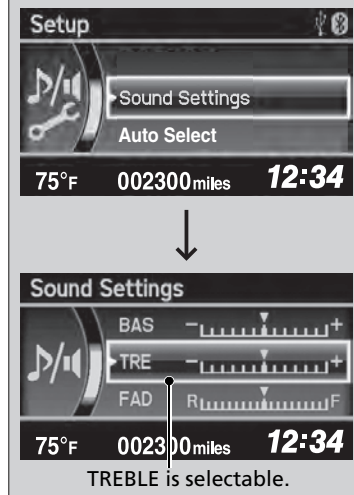 Setup
Sound Settings
Auto Select
75°F 002300 miles 12:34
Sound Settings
BAS - +
TRE - +
FAD R F
75°F 002300 miles 12:34
TREBLE is selectable.